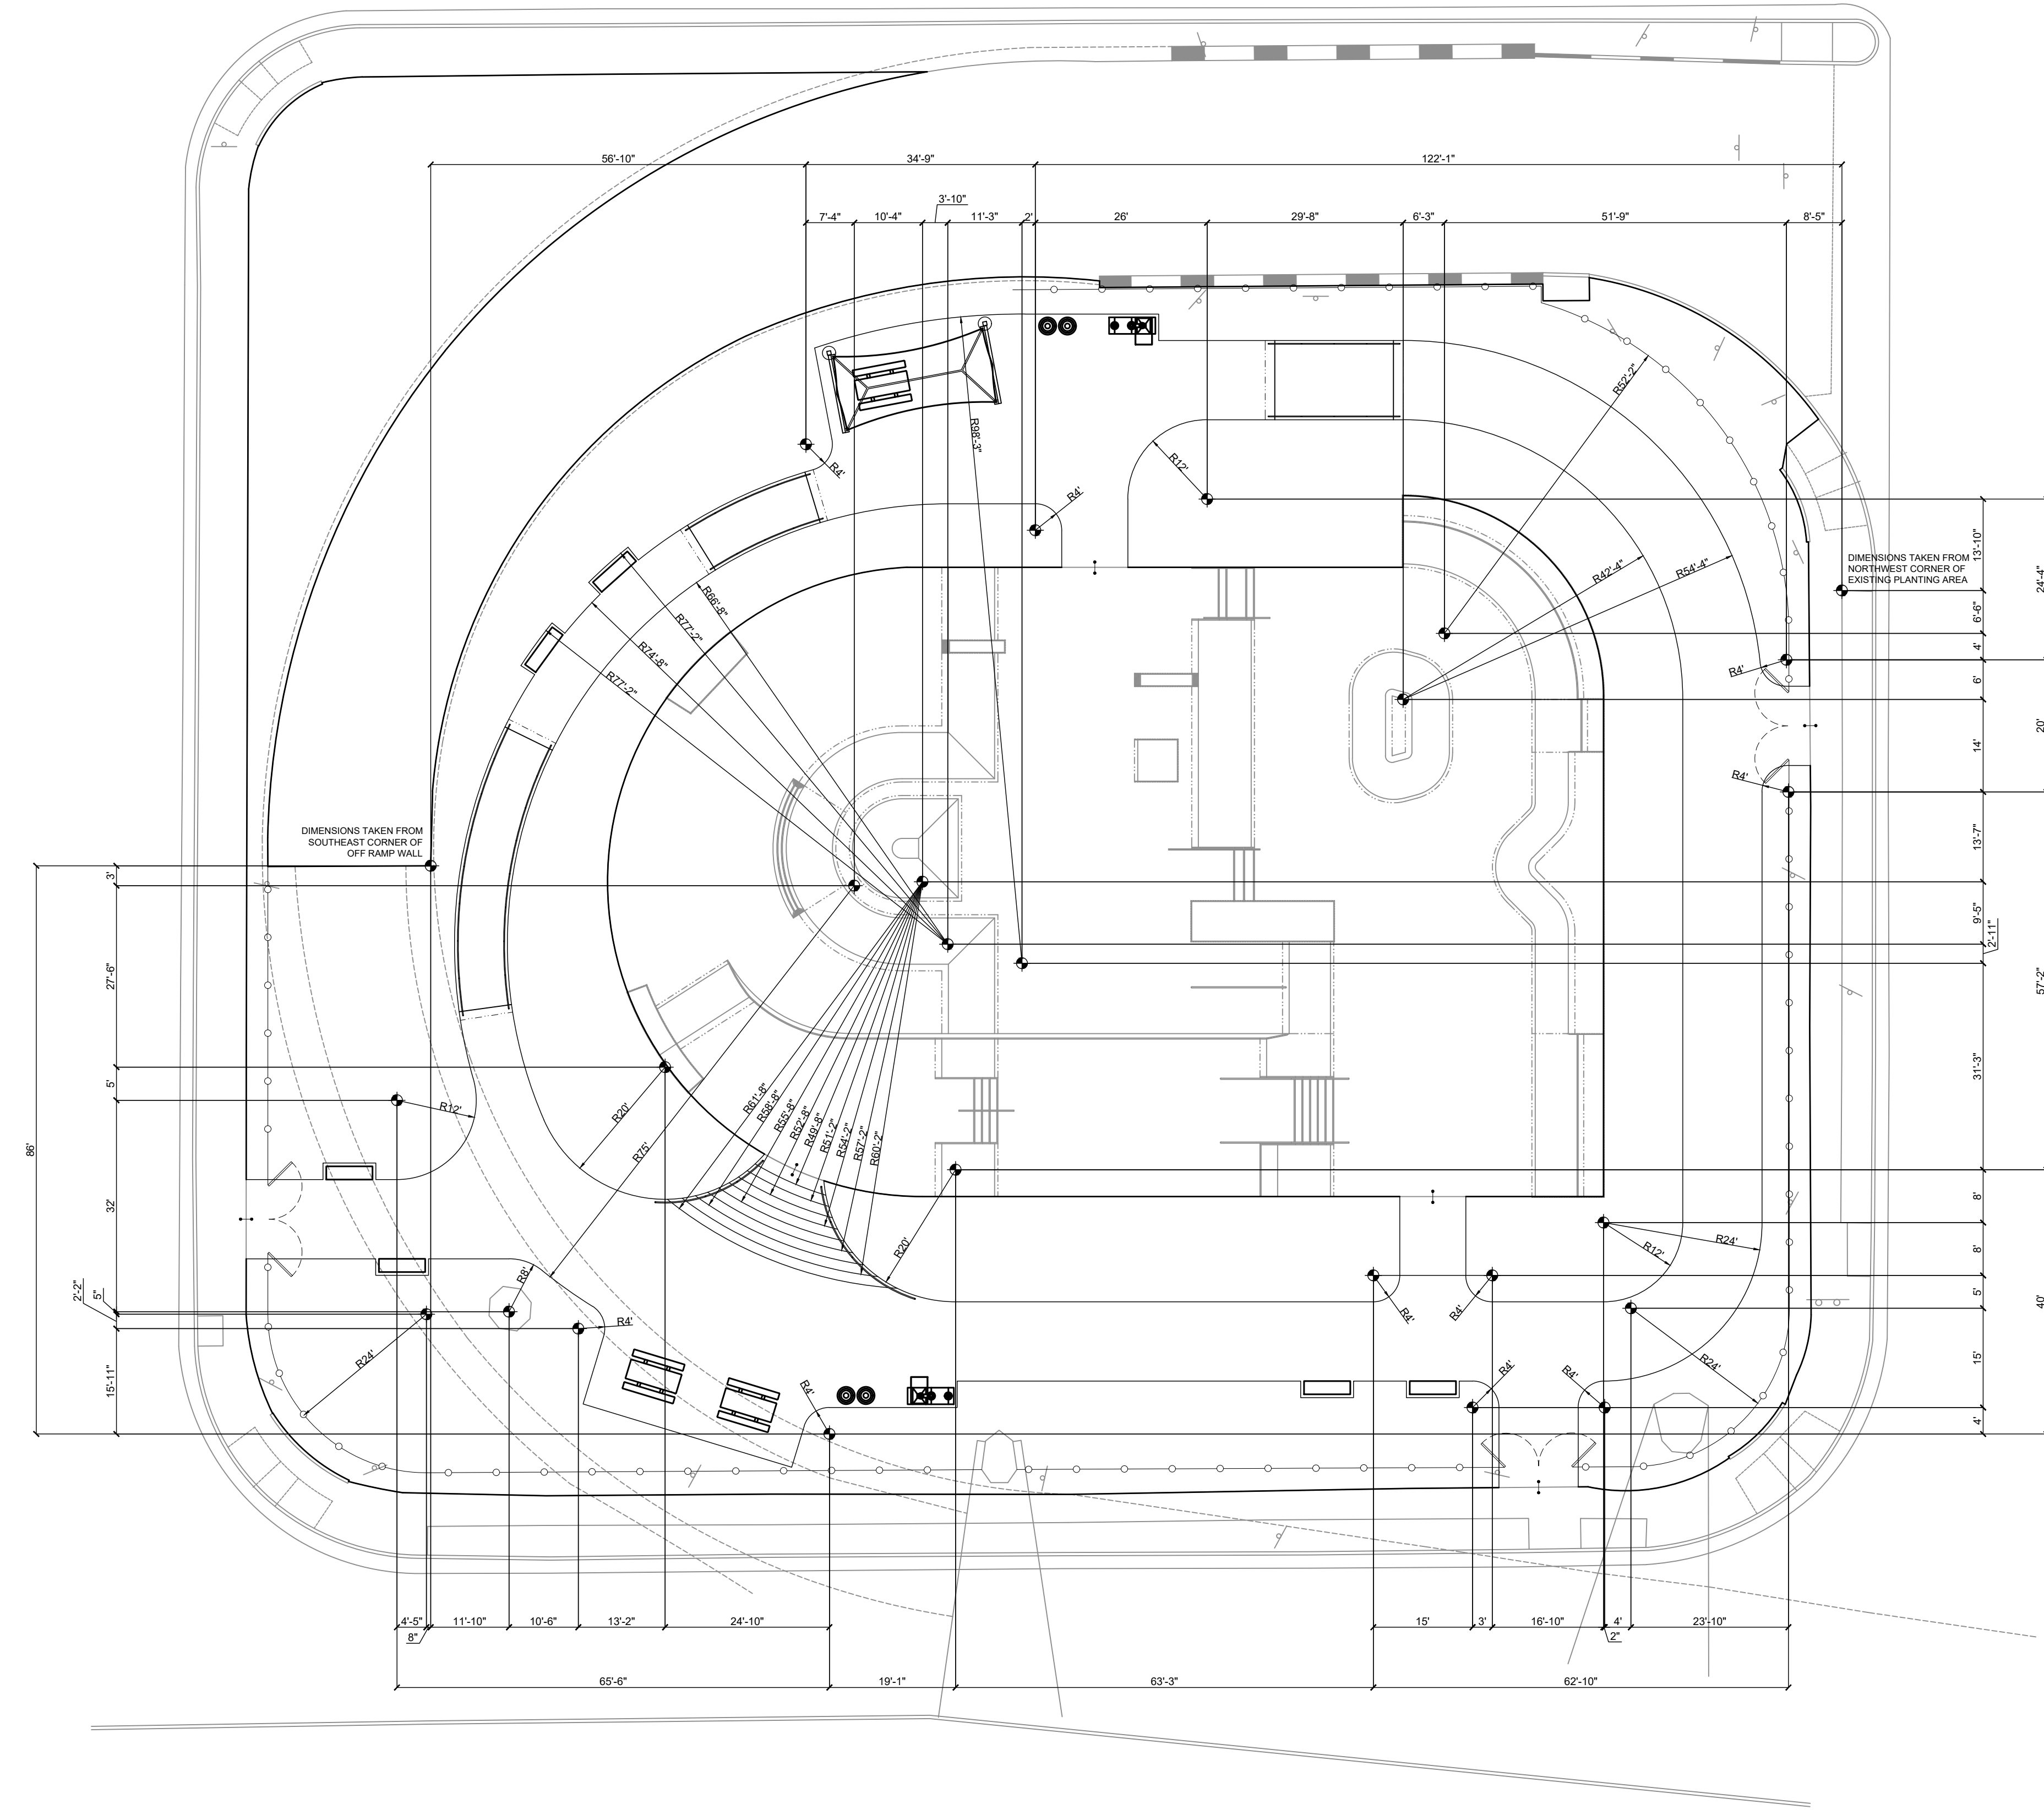 56'-10"
34'-9"
122'-1"
3'-10"
7'-4"
10'-4"
11'-3"
2'
26'
29'-8"
6'-3"
51'-9"
8'-5"
R98'-3"
R4'
R4'
R12'
R52'-2"
R42'-4"
R54'-4"
DIMENSIONS TAKEN FROM
NORTHWEST CORNER OF
EXISTING PLANTING AREA
13'-10"
24'-4"
6'-6"
4'
6'
20'
14'
R4'
R4'
R66'-8"
R77'-2"
R74'-8"
R77'-2"
DIMENSIONS TAKEN FROM
SOUTHEAST CORNER OF
OFF RAMP WALL
3'
27'-6"
5'
86'
32'
2'-2"
5"
15'-11"
13'-7"
9'-5"
2'-11"
57'-2"
31'-3"
8'
8'
5'
15'
40'
4'
R12'
R20'
R75'
R61'-8"
R58'-8"
R55'-8"
R52'-8"
R49'-8"
R51'-2"
R54'-2"
R57'-2"
R60'-2"
R20'
R8'
R4'
R24'
R4'
R4'
R4'
R24'
R12'
R24'
R4'
R4'
4'-5"
8"
11'-10"
10'-6"
13'-2"
24'-10"
15'
3'
16'-10"
4'
2"
23'-10"
65'-6"
19'-1"
63'-3"
62'-10"